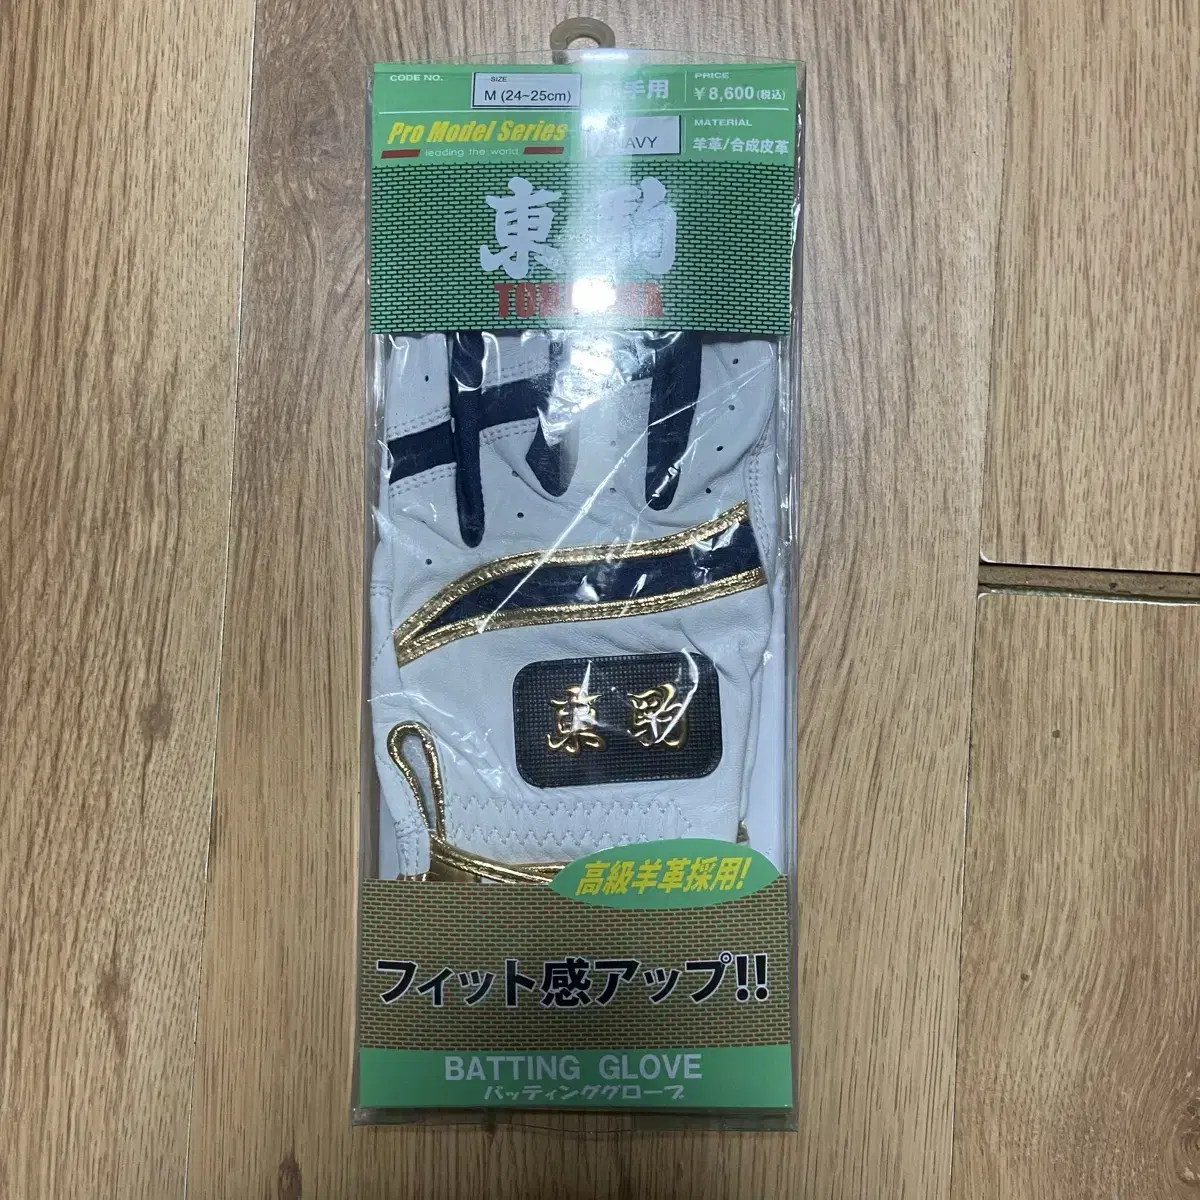 CODE NO.
SIZE
M (24~25cm)
手用
PRICE
¥8,600(税込)
Pro Model Series
leading the world
MATERIAL
羊革/合成皮革
東駒
東駒
高級羊革採用!
フィット感アップ!!
BATTING GLOVE
バッティンググローブ